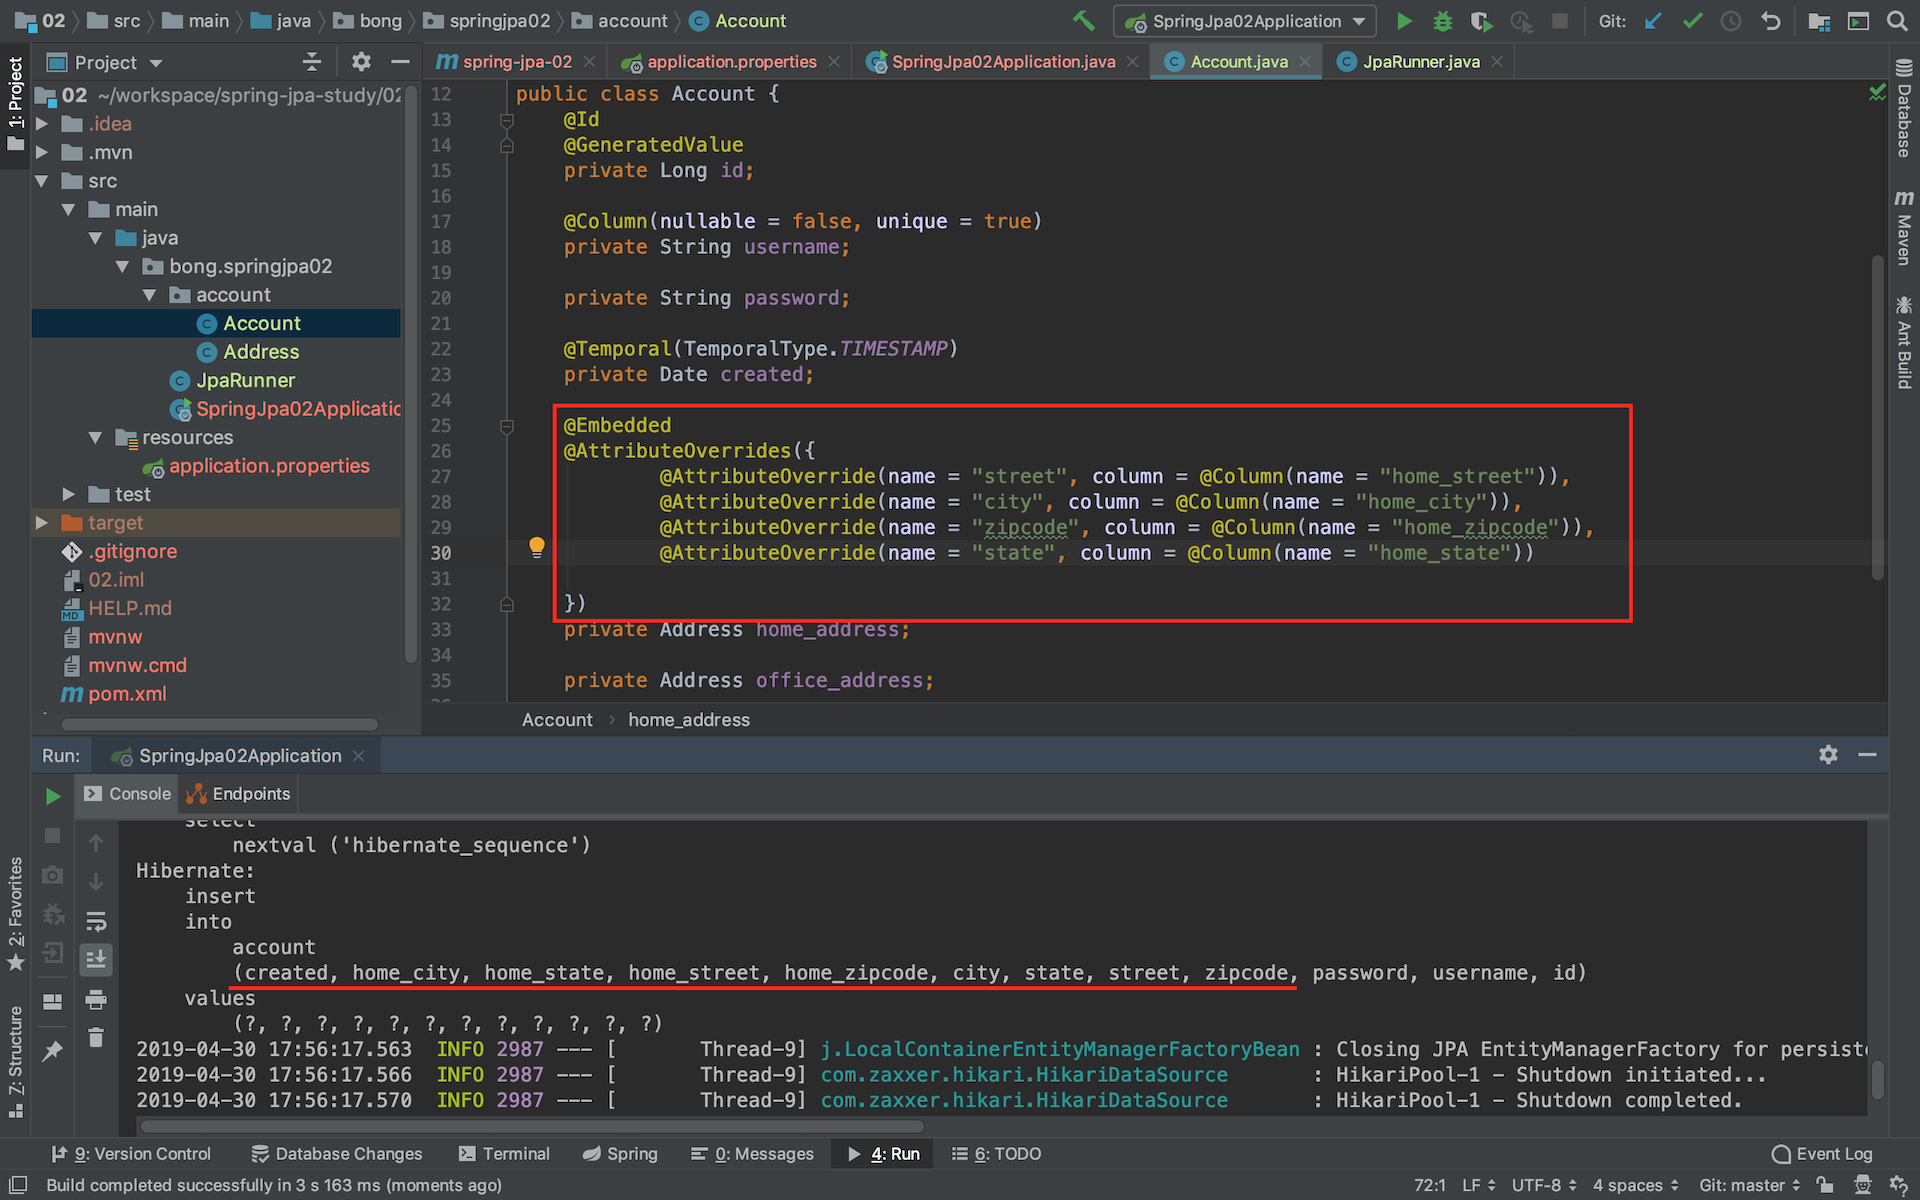 02 src main java bong springjpa02 account Account SpringJpa02Application Git:
1: Project
Project
spring-jpa-02 application.properties SpringJpa02Application.java Account.java JpaRunner.java
02 ~/workspace/spring-jpa-study/02
.idea
.mvn
src
main
java
bong.springjpa02
account
Account
Address
JpaRunner
SpringJpa02Applicatic
resources
application.properties
test
target
.gitignore
02.iml
HELP.md
mvnw
mvnw.cmd
pom.xml
12 public class Account {
13 @Id
14 @GeneratedValue
15 private Long id;
16
17 @Column(nullable = false, unique = true)
18 private String username;
19
20 private String password;
21
22 @Temporal(TemporalType.TIMESTAMP)
23 private Date created;
24
25 @Embedded
26 @AttributeOverrides({
27 @AttributeOverride(name = "street", column = @Column(name = "home_street")),
28 @AttributeOverride(name = "city", column = @Column(name = "home_city")),
29 @AttributeOverride(name = "zipcode", column = @Column(name = "home_zipcode")),
30 @AttributeOverride(name = "state", column = @Column(name = "home_state"))
31
32 })
33 private Address home_address;
34
35 private Address office_address;
Account › home_address
Database
Maven
Ant Build
Run: SpringJpa02Application
Console Endpoints
select
nextval ('hibernate_sequence')
Hibernate:
insert
into
account
(created, home_city, home_state, home_street, home_zipcode, city, state, street, zipcode, password, username, id)
values
(?, ?, ?, ?, ?, ?, ?, ?, ?, ?, ?, ?)
2019-04-30 17:56:17.563 INFO 2987 --- [ Thread-9] j.LocalContainerEntityManagerFactoryBean : Closing JPA EntityManagerFactory for persiste
2019-04-30 17:56:17.566 INFO 2987 --- [ Thread-9] com.zaxxer.hikari.HikariDataSource : HikariPool-1 - Shutdown initiated...
2019-04-30 17:56:17.570 INFO 2987 --- [ Thread-9] com.zaxxer.hikari.HikariDataSource : HikariPool-1 - Shutdown completed.
2: Favorites
Z: Structure
9: Version Control Database Changes Terminal Spring 0: Messages 4: Run 6: TODO Event Log
Build completed successfully in 3 s 163 ms (moments ago) 72:1 LF UTF-8 4 spaces Git: master